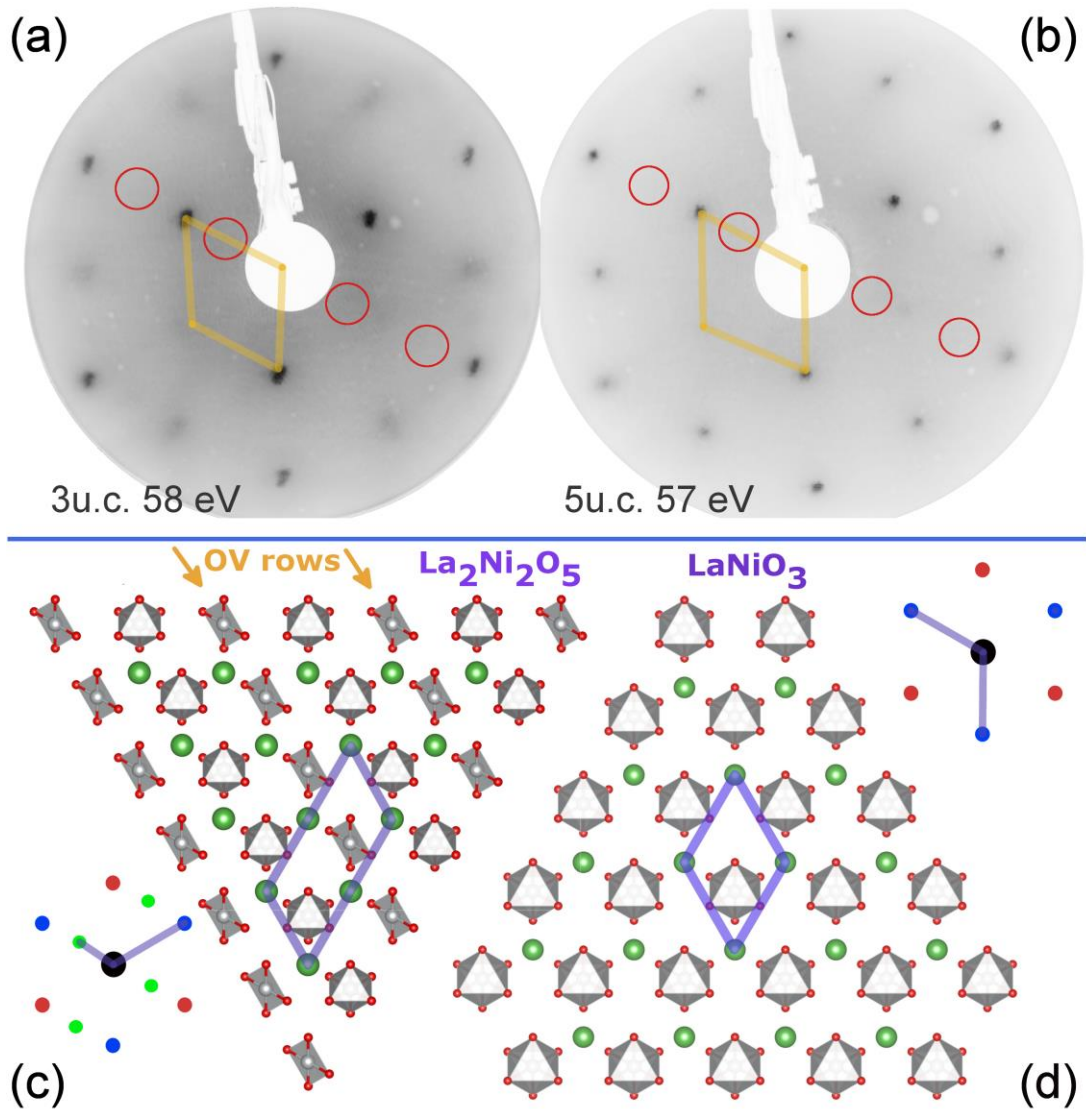 (a)
(b)
3u.c. 58 eV
5u.c. 57 eV
OV rows
La2Ni2O5
LaNiO3
(c)
(d)